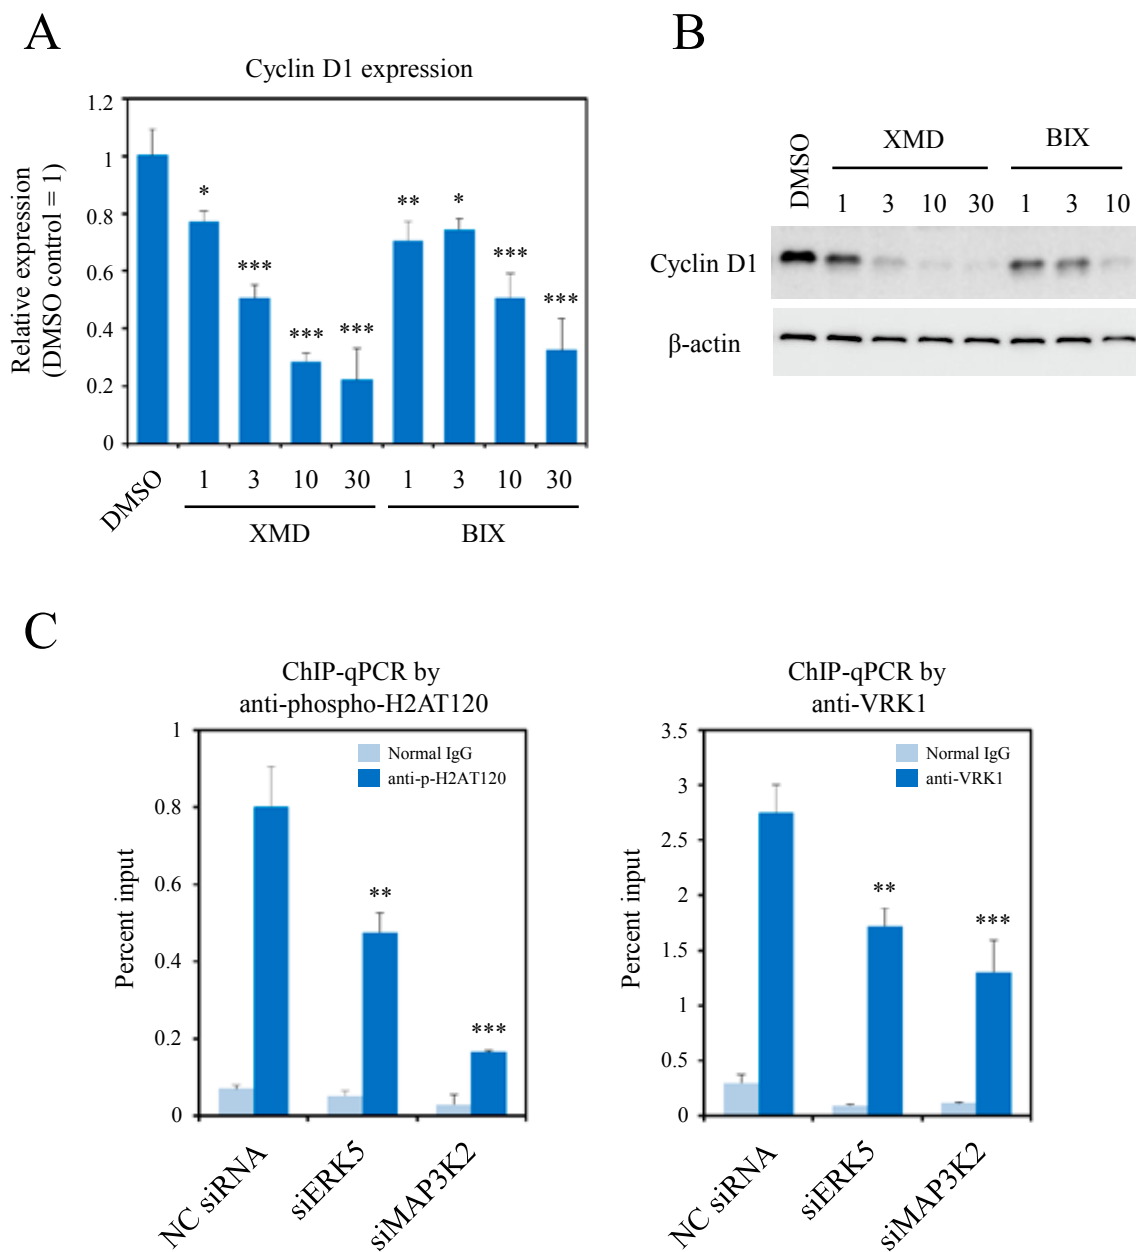 A
Cyclin D1 expression
Relative expression
(DMSO control = 1)
1.2
1
0.8
0.6
0.4
0.2
0
* *** *** *** ** * *** ***
DMSO 1 3 10 30 1 3 10 30
XMD BIX
B
DMSO XMD BIX
1 3 10 30 1 3 10
Cyclin D1
β-actin
C
ChIP-qPCR by
anti-phospho-H2AT120
Percent input
1
0.8
0.6
0.4
0.2
0
Normal IgG
anti-p-H2AT120
**
***
NC siRNA siERK5 siMAP3K2
ChIP-qPCR by
anti-VRK1
Percent input
3.5
3
2.5
2
1.5
1
0.5
0
Normal IgG
anti-VRK1
**
***
NC siRNA siERK5 siMAP3K2